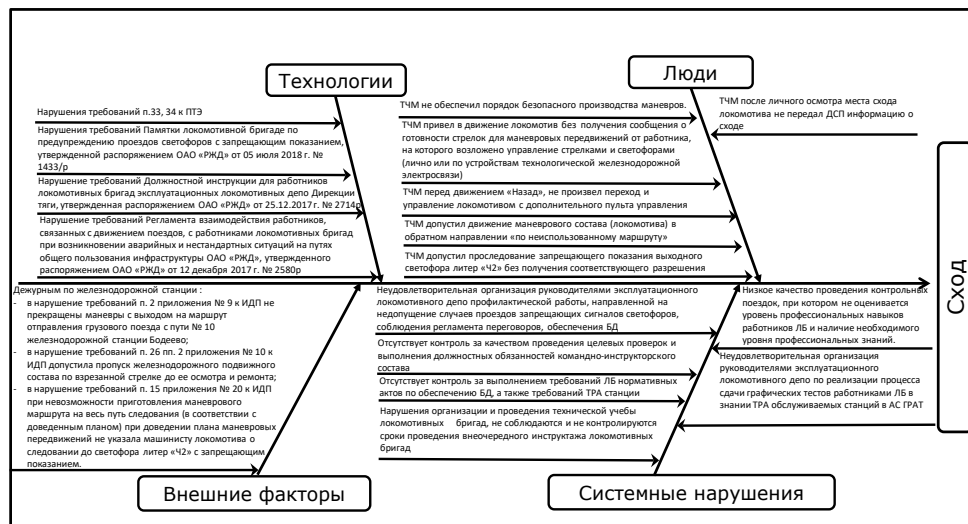 Технологии
Нарушения требований п.33, 34 к ПТЭ
Нарушения требований Памятки локомотивной бригаде по
предупреждению проездов светофоров с запрещающим показанием,
утвержденной распоряжением ОАО «РЖД» от 05 июля 2018 г. №
1433/р
Нарушения требований Должностной инструкции для работников
локомотивных бригад эксплуатационных локомотивных депо Дирекции
тяги, утвержденная распоряжением ОАО «РЖД» от 25.12.2017 г. № 2714р
Нарушения требований Регламента взаимодействия работников,
связанных с движением поездов, с работниками локомотивных бригад
при возникновении аварийных и нестандартных ситуаций на путях
общего пользования инфраструктуры ОАО «РЖД», утвержденного
распоряжением ОАО «РЖД» от 12 декабря 2017 г. № 2580р
Люди
ТЧМ не обеспечил порядок безопасного производства маневров.
ТЧМ привел в движение локомотив без получения сообщения о
готовности стрелок для маневровых передвижений от работника,
на которого возложено управление стрелками и светофорами
(лично или по устройствам технологической железнодорожной
электросвязи)
ТЧМ перед движением «Назад», не произвел переход и
управление локомотивом с дополнительного пульта управления
ТЧМ допустил движение маневрового состава (локомотива) в
обратном направлении «по неиспользованному маршруту»
ТЧМ допустил проследование запрещающего показания выходного
светофора литер «Ч2» без получения соответствующего разрешения
ТЧМ после личного осмотра места схода
локомотива не передал ДСП информацию о
сходе
Сход
Дежурным по железнодорожной станции :
- в нарушение требований п. 2 приложения № 9 к ИДП не
прекращены маневры с выходом на маршрут
отправления грузового поезда с пути № 10
железнодорожной станции Бодеево;
- в нарушение требований п. 26 пп. 2 приложения № 10 к
ИДП допустила пропуск железнодорожного подвижного
состава по взрезанной стрелке до ее осмотра и ремонта;
- в нарушение требований п. 15 приложения № 20 к ИДП
при невозможности приготовления маневрового
маршрута на весь путь следования (в соответствии с
доведенным планом) при доведении плана маневровых
передвижений не указала машинисту локомотива о
следовании до светофора литер «Ч2» с запрещающим
показанием.
Внешние факторы
Неудовлетворительная организация руководителями эксплуатационного
локомотивного депо профилактической работы, направленной на
недопущение случаев проездов запрещающих сигналов светофоров,
соблюдения регламента переговоров, обеспечения БД
Отсутствует контроль за качеством проведения целевых проверок и
выполнения должностных обязанностей командно-инструкторского
состава
Отсутствует контроль за выполнением требований ЛБ нормативных
актов по обеспечению БД, а также требований ТРА станции
Нарушения организации и проведения технической учебы
локомотивных бригад, не соблюдаются и не контролируются
сроки проведения внеочередного инструктажа локомотивных
бригад
Низкое качество проведения контрольных
поездок, при котором не оценивается
уровень профессиональных навыков
работников ЛБ и наличие необходимого
уровня профессиональных знаний.
Неудовлетворительная организация
руководителями эксплуатационного
локомотивного депо по реализации процесса
сдачи графических тестов работниками ЛБ в
знании ТРА обслуживаемых станций в АС ГРАТ
Системные нарушения